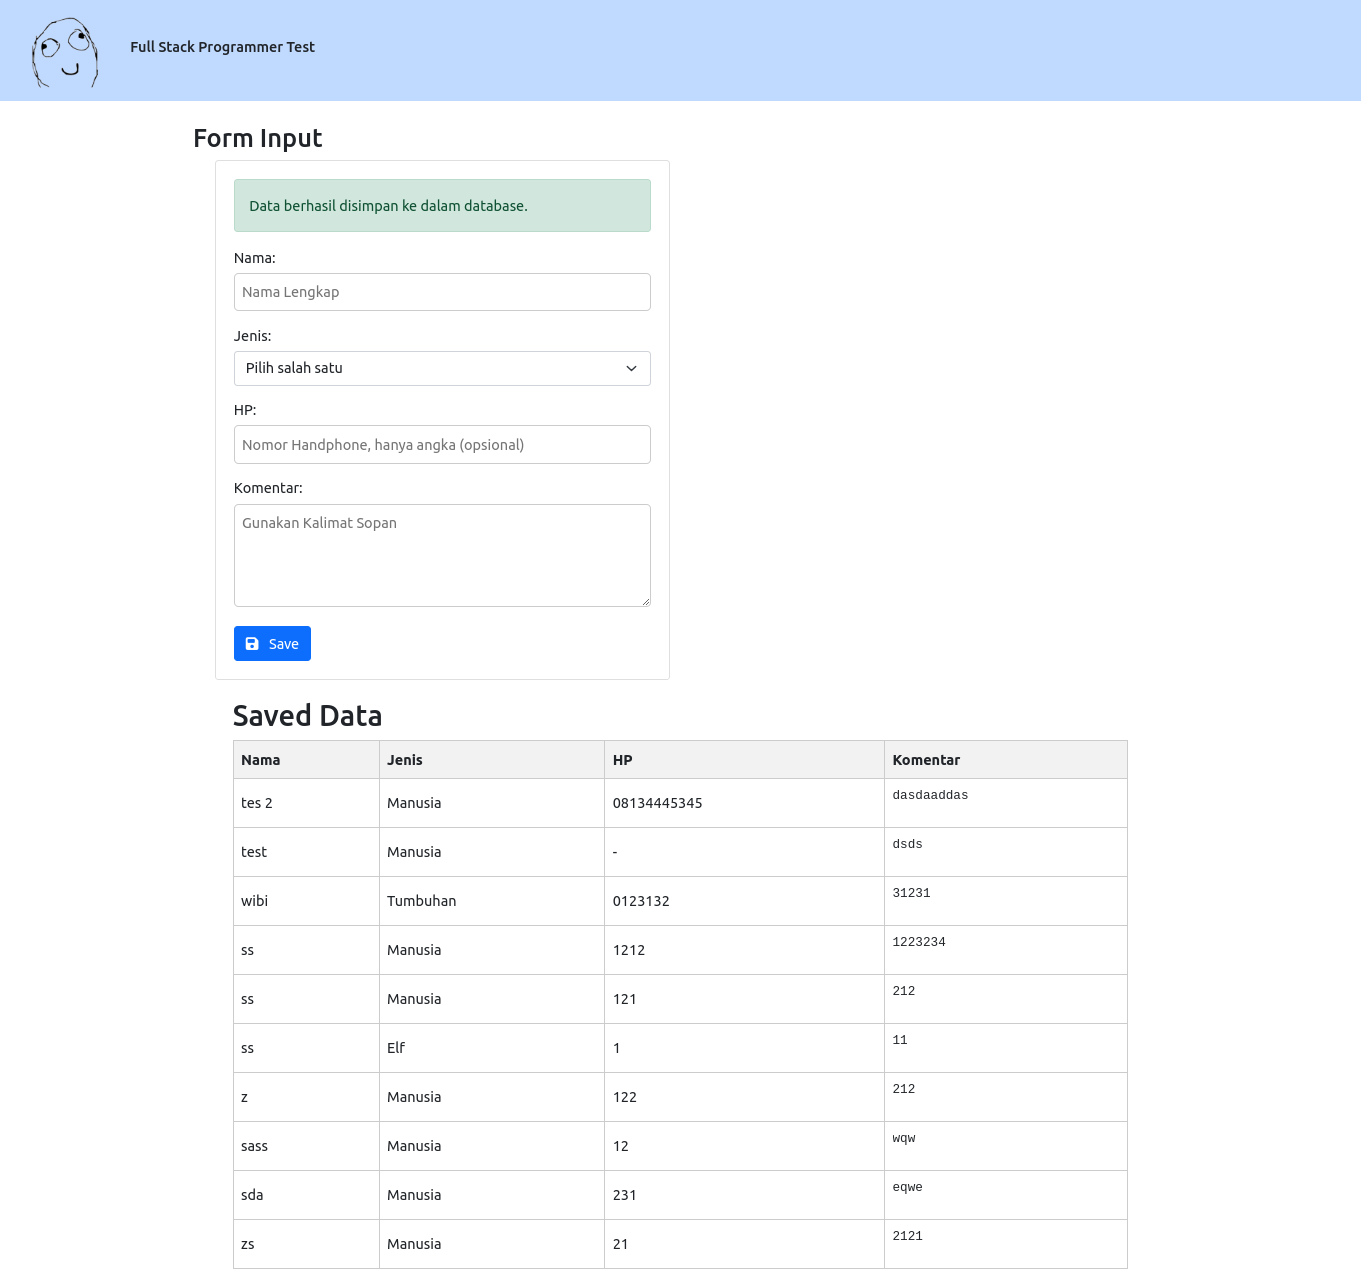 Full Stack Programmer Test
Form Input
Data berhasil disimpan ke dalam database.
Nama:
Nama Lengkap
Jenis:
Pilih salah satu
HP:
Nomor Handphone, hanya angka (opsional)
Komentar:
Gunakan Kalimat Sopan
Save
Saved Data
Nama Jenis HP Komentar
tes 2 Manusia 08134445345 dasdaaddas
test Manusia - dsds
wibi Tumbuhan 0123132 31231
ss Manusia 1212 1223234
ss Manusia 121 212
ss Elf 1 11
z Manusia 122 212
sass Manusia 12 wqw
sda Manusia 231 eqwe
zs Manusia 21 2121